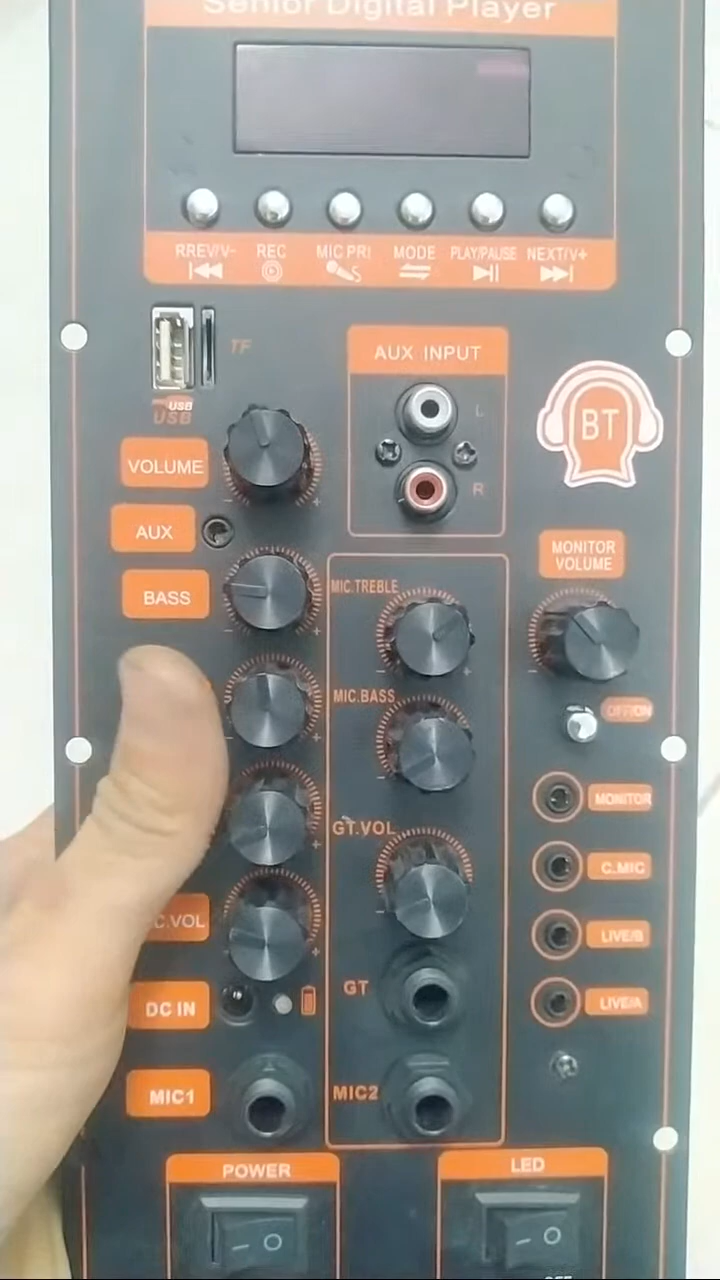 Senior Digital Player
RREV/V-
REC
MIC PRI
MODE
PLAY/PAUSE
NEXT/V+
TF
USB
USB
AUX INPUT
L
R
BT
VOLUME
AUX
BASS
MIC.TREBLE
MONITOR
VOLUME
MIC.BASS
OFF/ON
MONITOR
GT.VOL
C.MIC
C.VOL
LIVE/B
GT
LIVE/A
DC IN
MIC1
MIC2
POWER
LED
OFF